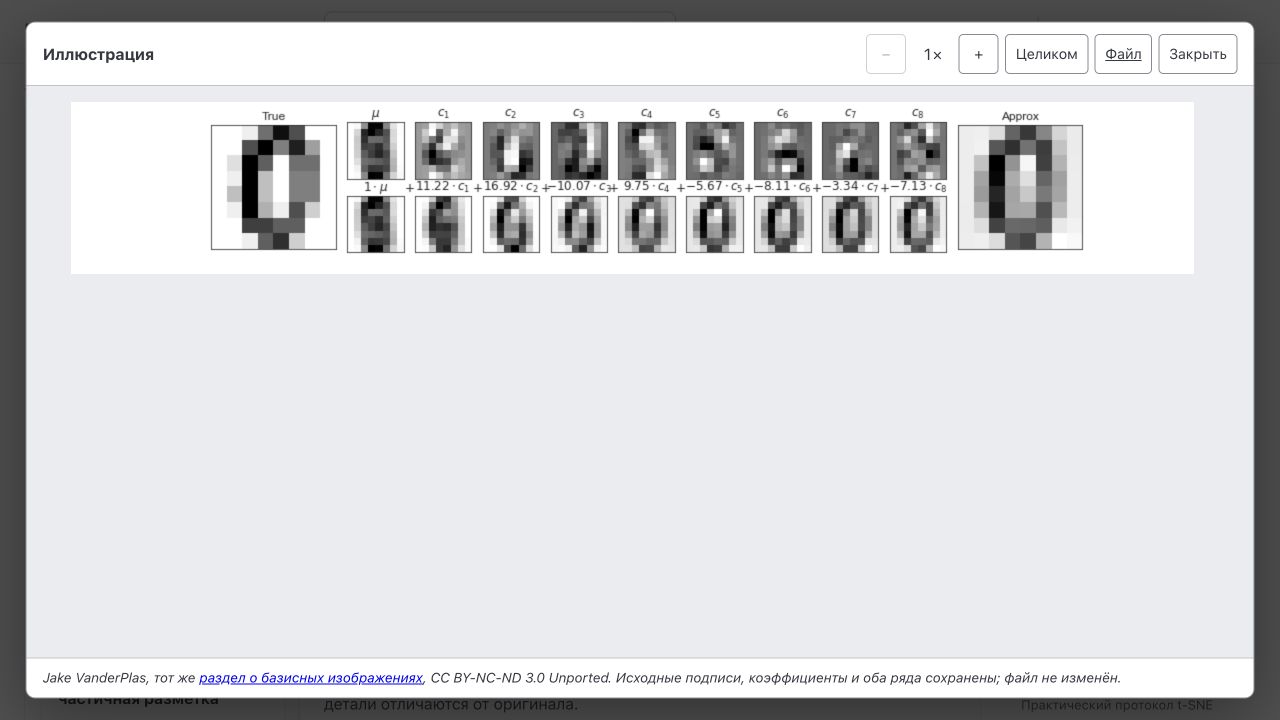 Иллюстрация
−
1×
+
Целиком
Файл
Закрыть
True
μ c₁ c₂ c₃ c₄ c₅ c₆ c₇ c₈
Approx
1 · μ +11.22 · c₁ +16.92 · c₂ +−10.07 · c₃+ 9.75 · c₄ +−5.67 · c₅+−8.11 · c₆+−3.34 · c₇+−7.13 · c₈
Jake VanderPlas, тот же раздел о базисных изображениях, CC BY-NC-ND 3.0 Unported. Исходные подписи, коэффициенты и оба ряда сохранены; файл не изменён.
частичная разметка
детали отличаются от оригинала.
Практический протокол t-SNE